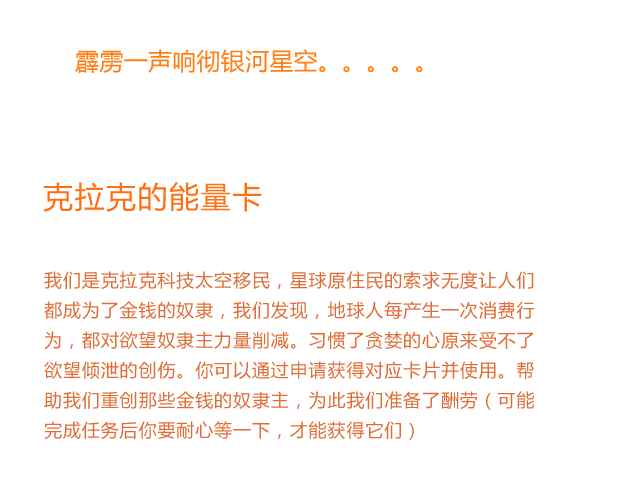 霹雳一声响彻银河星空。。。。。
克拉克的能量卡
我们是克拉克科技太空移民，星球原住民的索求无度让人们
都成为了金钱的奴隶，我们发现，地球人每产生一次消费行
为，都对欲望奴隶主力量削减。习惯了贪婪的心原来受不了
欲望倾泄的创伤。你可以通过申请获得对应卡片并使用。帮
助我们重创那些金钱的奴隶主，为此我们准备了酬劳（可能
完成任务后你要耐心等一下，才能获得它们）